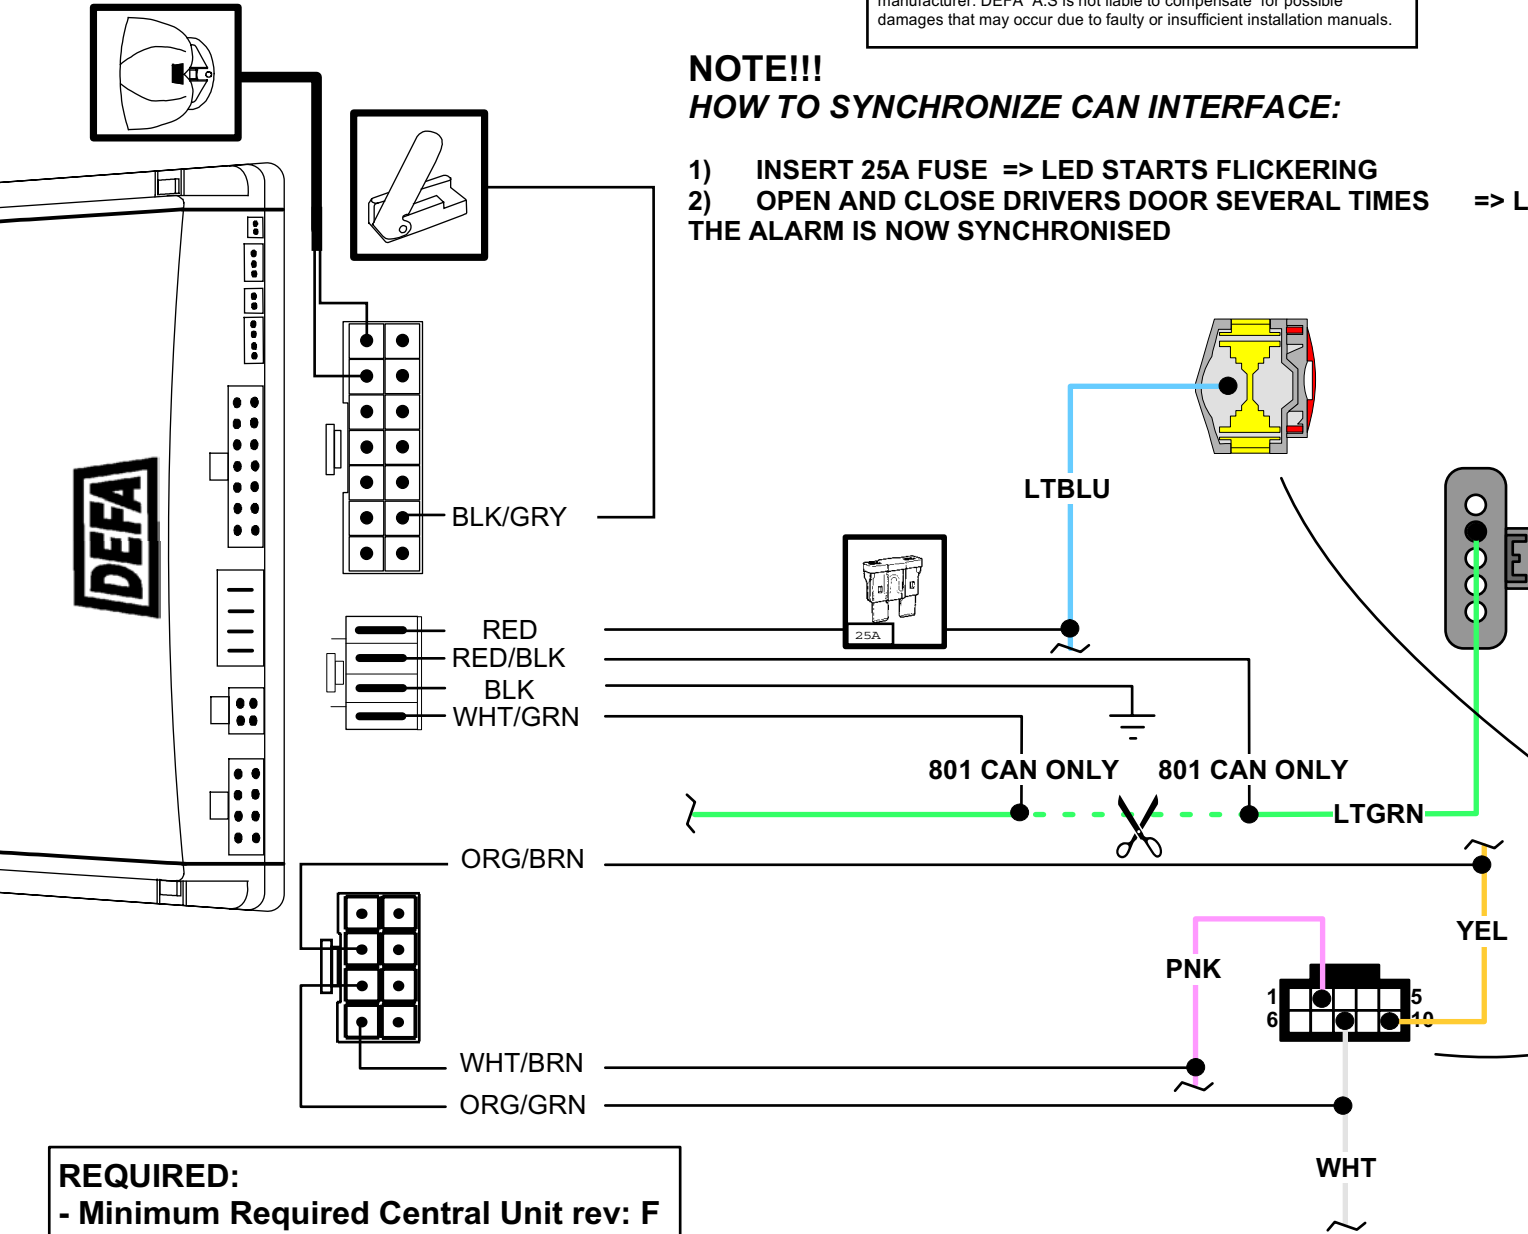 manufacturer. DEFA A.S is not liable to compensate for possible
damages that may occur due to faulty or insufficient installation manuals.
NOTE!!!
HOW TO SYNCHRONIZE CAN INTERFACE:
1) INSERT 25A FUSE => LED STARTS FLICKERING
2) OPEN AND CLOSE DRIVERS DOOR SEVERAL TIMES => L
THE ALARM IS NOW SYNCHRONISED
DEFA
LTBLU
BLK/GRY
25A
RED
RED/BLK
BLK
WHT/GRN
801 CAN ONLY 801 CAN ONLY
LTGRN
ORG/BRN
YEL
PNK
1 5
6 10
WHT/BRN
ORG/GRN
WHT
REQUIRED:
- Minimum Required Central Unit rev: F